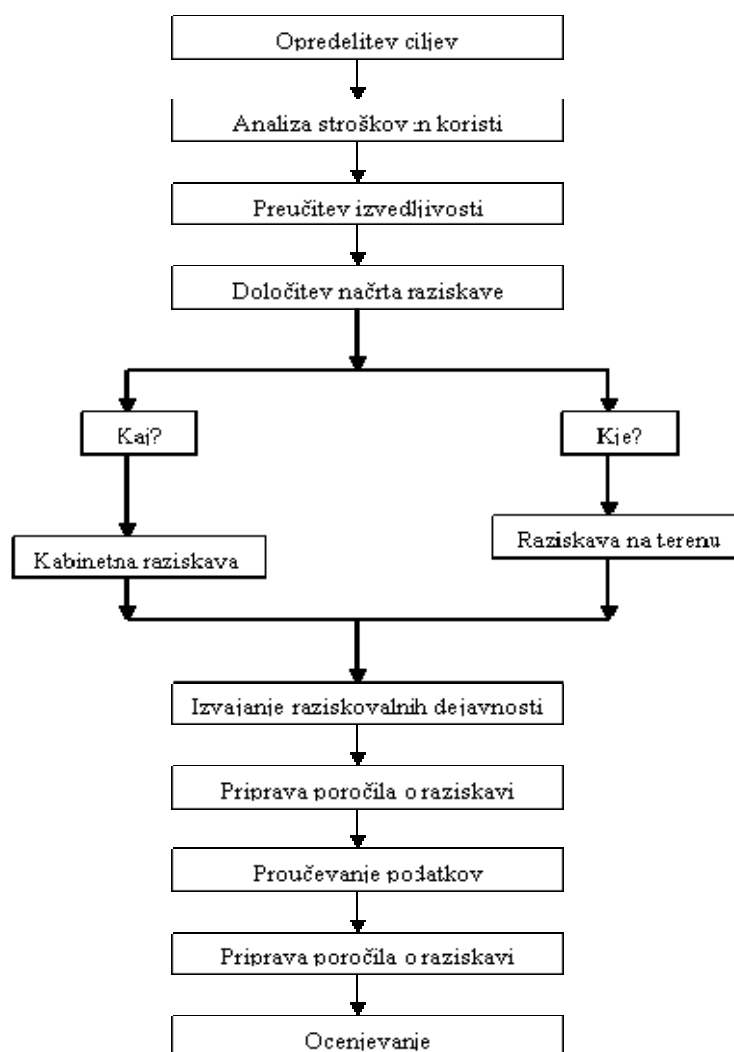 Opredelitev ciljev
Analiza stroškov in koristi
Preučitev izvedljivosti
Določitev načrta raziskave
Kaj?
Kje?
Kabinetna raziskava
Raziskava na terenu
Izvajanje raziskovalnih dejavnosti
Priprava poročila o raziskavi
Proučevanje podatkov
Priprava poročila o raziskavi
Ocenjevanje